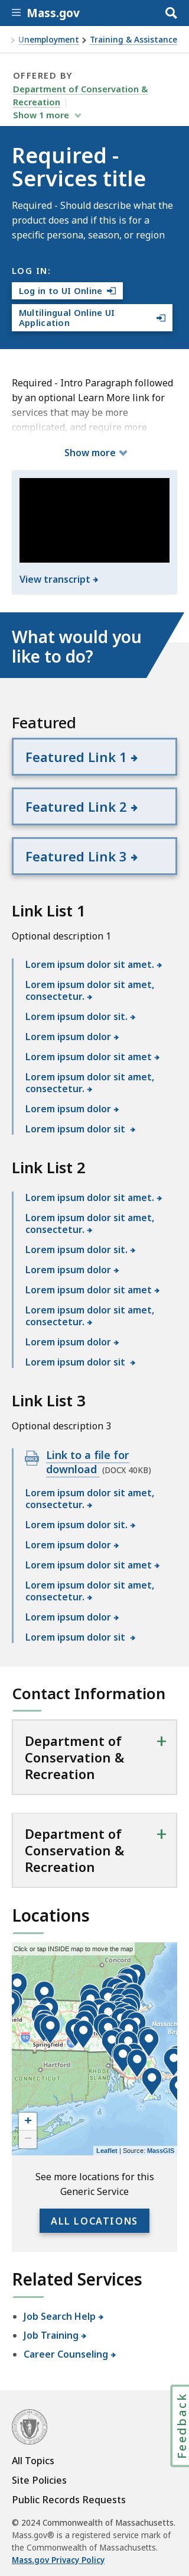 Mass.gov
Unemployment > Training & Assistance
OFFERED BY
Department of Conservation &
Recreation
Show 1 more
Required -
Services title
Required - Should describe what the
product does and if this is for a
specific persona, season, or region
LOG IN:
Log in to UI Online
Multilingual Online UI
Application
Required - Intro Paragraph followed
by an optional Learn More link for
services that may be more
complicated, and require more
Show more
View transcript
What would you
like to do?
Featured
Featured Link 1
Featured Link 2
Featured Link 3
Link List 1
Optional description 1
Lorem ipsum dolor sit amet.
Lorem ipsum dolor sit amet,
consectetur.
Lorem ipsum dolor sit.
Lorem ipsum dolor
Lorem ipsum dolor sit amet
Lorem ipsum dolor sit amet,
consectetur.
Lorem ipsum dolor
Lorem ipsum dolor sit
Link List 2
Lorem ipsum dolor sit amet.
Lorem ipsum dolor sit amet,
consectetur.
Lorem ipsum dolor sit.
Lorem ipsum dolor
Lorem ipsum dolor sit amet
Lorem ipsum dolor sit amet,
consectetur.
Lorem ipsum dolor
Lorem ipsum dolor sit
Link List 3
Optional description 3
DOCX
Link to a file for
download (DOCX 40KB)
Lorem ipsum dolor sit amet,
consectetur.
Lorem ipsum dolor sit.
Lorem ipsum dolor
Lorem ipsum dolor sit amet
Lorem ipsum dolor sit amet,
consectetur.
Lorem ipsum dolor
Lorem ipsum dolor sit
Contact Information
Department of
Conservation &
Recreation
+
Department of
Conservation &
Recreation
+
Locations
Click or tap INSIDE map to move the map
Concord
Springfield
Hartford
RHODE
ISLAND
+
−
Leaflet | Source: MassGIS
See more locations for this
Generic Service
ALL LOCATIONS
Related Services
Job Search Help
Job Training
Career Counseling
Feedback
All Topics
Site Policies
Public Records Requests
© 2024 Commonwealth of Massachusetts.
Mass.gov® is a registered service mark of
the Commonwealth of Massachusetts.
Mass.gov Privacy Policy